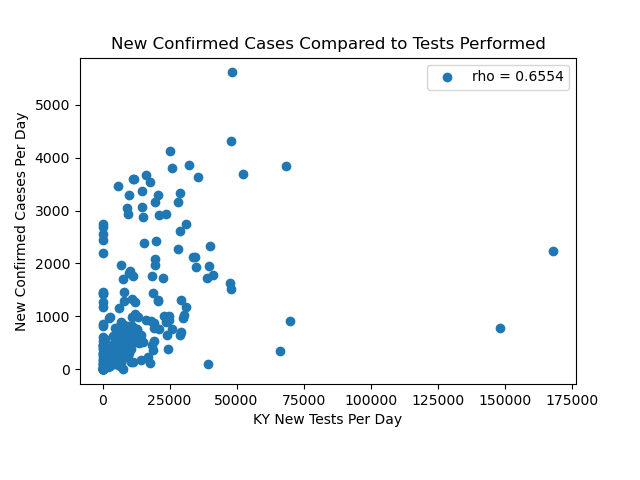 New Confirmed Cases Compared to Tests Performed
rho = 0.6554
New Confirmed Caeses Per Day
5000
4000
3000
2000
1000
0
0 25000 50000 75000 100000 125000 150000 175000
KY New Tests Per Day